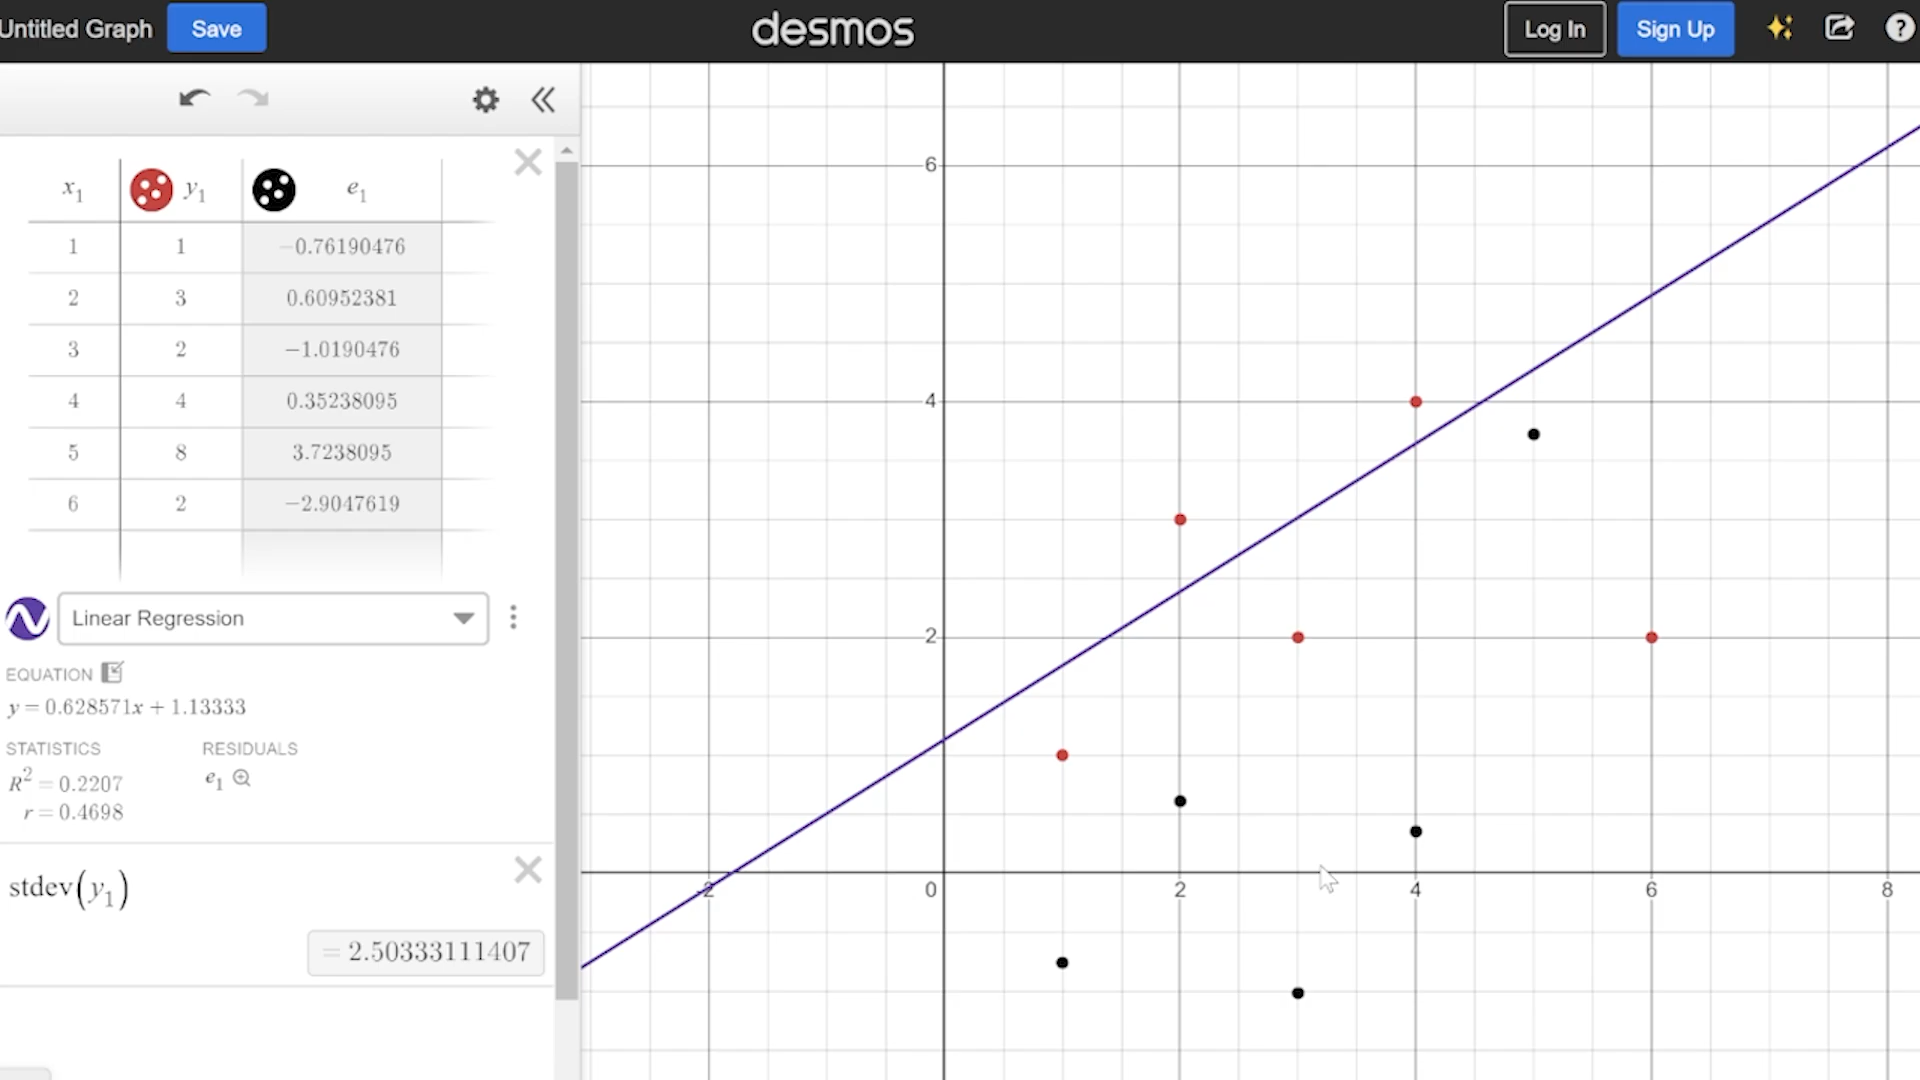 Untitled Graph Save desmos Log In Sign Up ?
x₁ y₁ e₁
1 1 −0.76190476
2 3 0.60952381
3 2 −1.0190476
4 4 0.35238095
5 8 3.7238095
6 2 −2.9047619
Linear Regression
EQUATION
y = 0.628571x + 1.13333
STATISTICS RESIDUALS
R² = 0.2207 e₁
r = 0.4698
stdev(y₁)
= 2.50333111407
6
4
2
-2 0 2 4 6 8